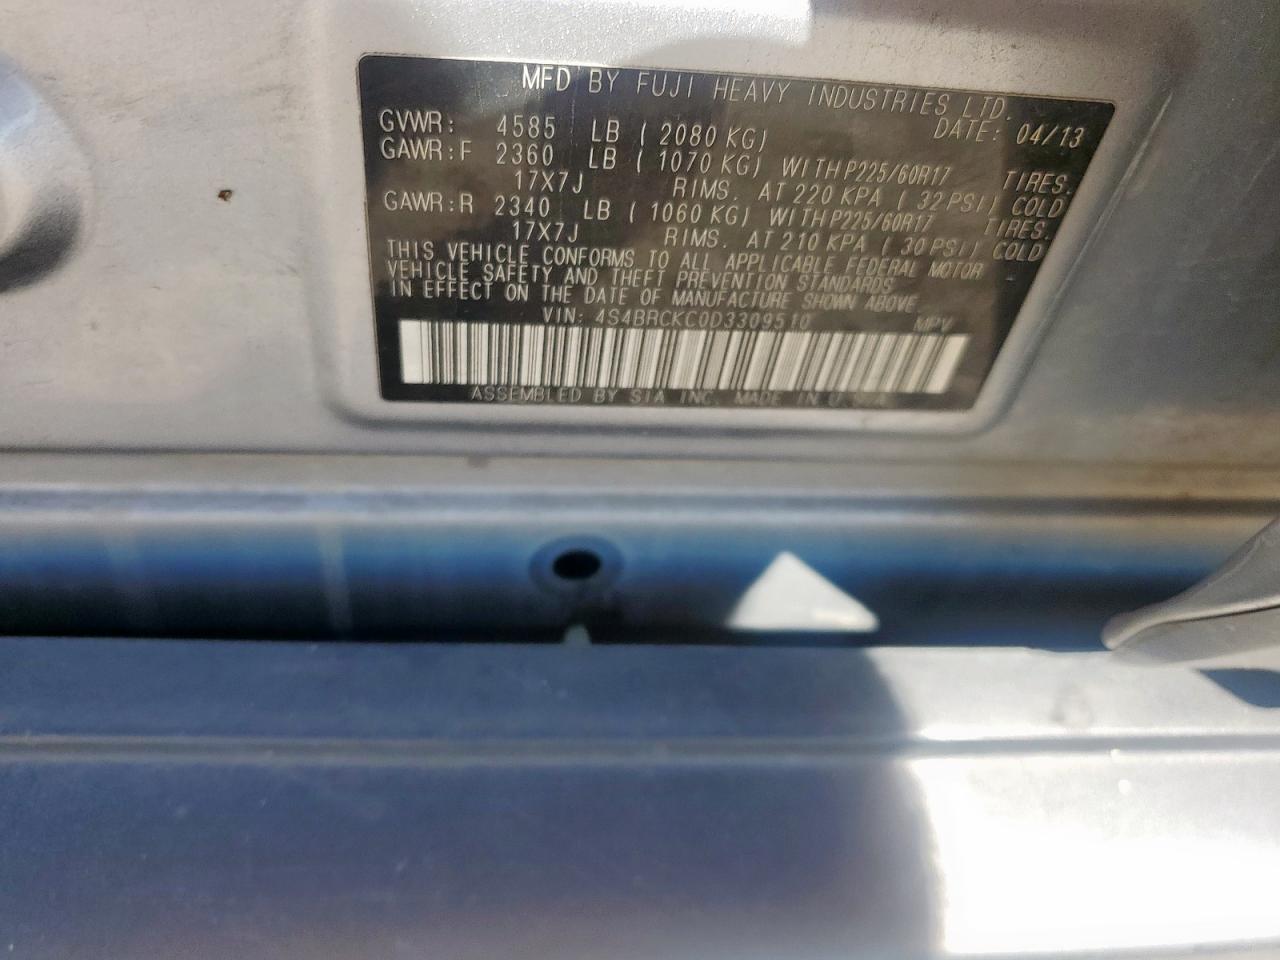 MFD BY FUJI HEAVY INDUSTRIES LTD.
DATE: 04/13
GVWR: 4585 LB ( 2080 KG)
GAWR:F 2360 LB ( 1070 KG) WITH P225/60R17 TIRES.
17X7J RIMS. AT 220 KPA ( 32 PSI) COLD
GAWR:R 2340 LB ( 1060 KG) WITH P225/60R17 TIRES.
17X7J RIMS. AT 210 KPA ( 30 PSI) COLD
THIS VEHICLE CONFORMS TO ALL APPLICABLE FEDERAL MOTOR
VEHICLE SAFETY AND THEFT PREVENTION STANDARDS
IN EFFECT ON THE DATE OF MANUFACTURE SHOWN ABOVE.
VIN: 4S4BRCKC0D3309510 MPV
ASSEMBLED BY SIA INC. MADE IN U.S.A.